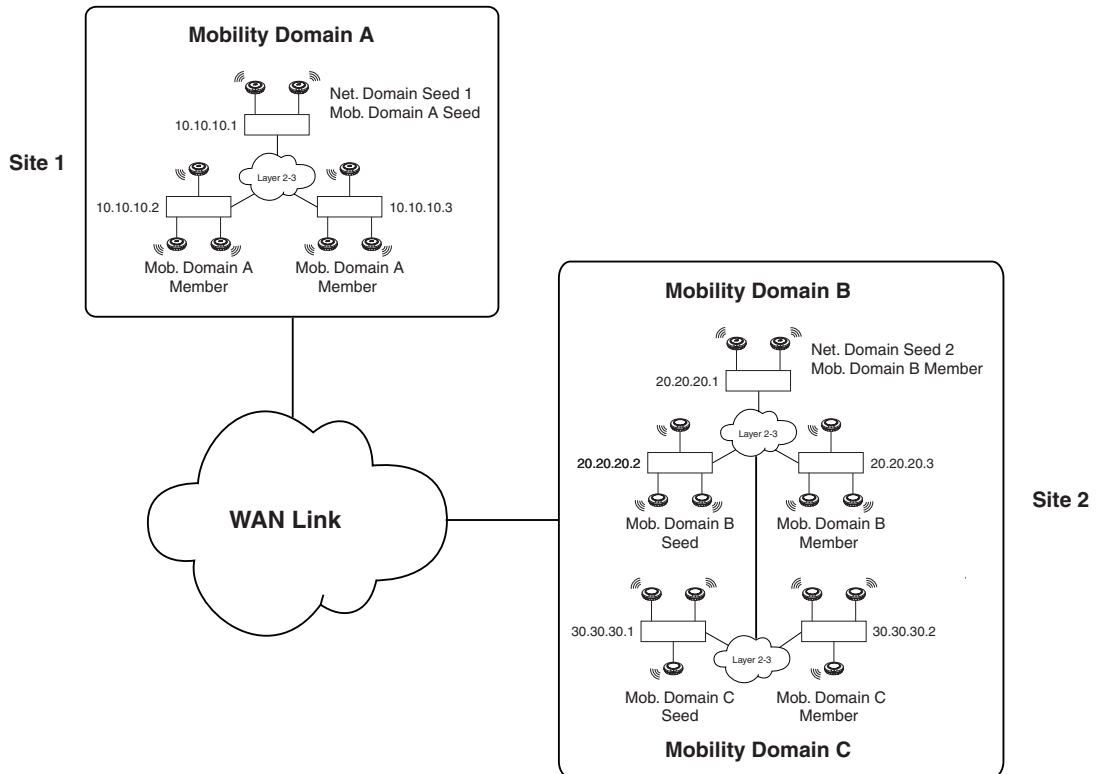 Mobility Domain A
Net. Domain Seed 1
Mob. Domain A Seed
10.10.10.1
Site 1
Layer 2-3
10.10.10.2
10.10.10.3
Mob. Domain A
Member
Mob. Domain A
Member
Mobility Domain B
Net. Domain Seed 2
Mob. Domain B Member
20.20.20.1
Layer 2-3
20.20.20.2
20.20.20.3
Site 2
WAN Link
Mob. Domain B
Seed
Mob. Domain B
Member
30.30.30.1
30.30.30.2
Layer 2-3
Mob. Domain C
Seed
Mob. Domain C
Member
Mobility Domain C